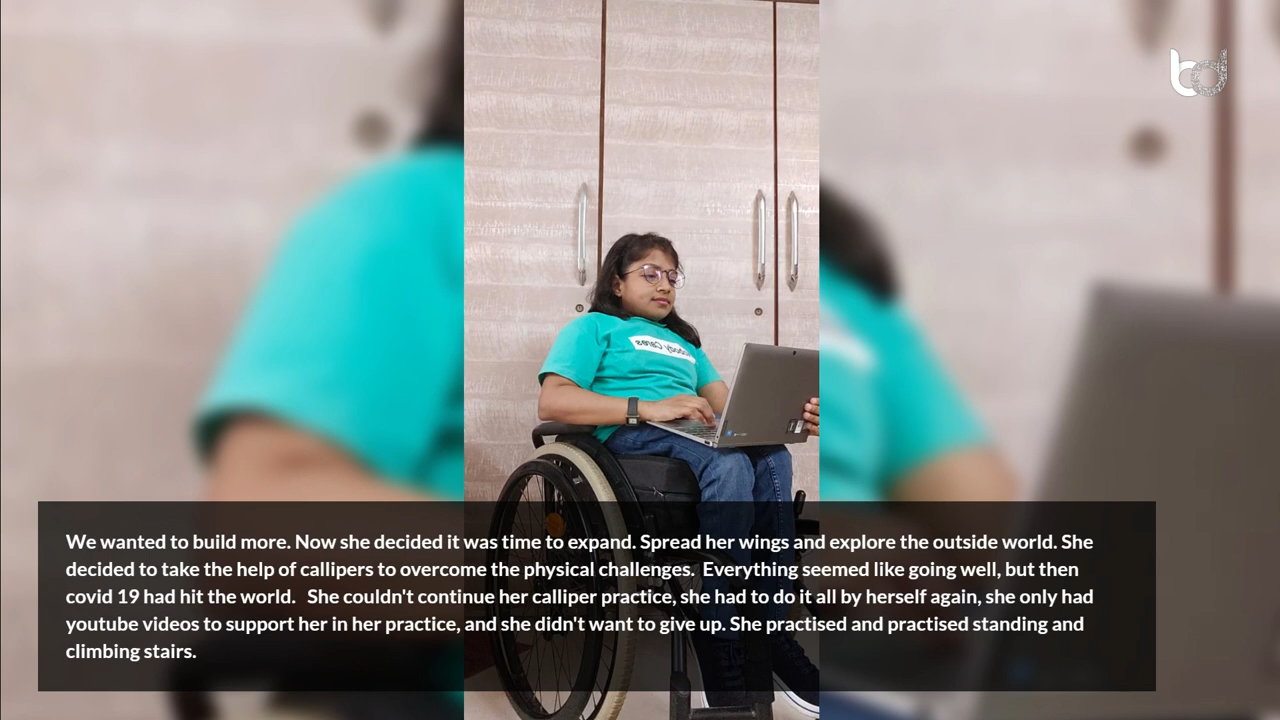 bd
We wanted to build more. Now she decided it was time to expand. Spread her wings and explore the outside world. She
decided to take the help of callipers to overcome the physical challenges.  Everything seemed like going well, but then
covid 19 had hit the world.   She couldn't continue her calliper practice, she had to do it all by herself again, she only had
youtube videos to support her in her practice, and she didn't want to give up. She practised and practised standing and
climbing stairs.